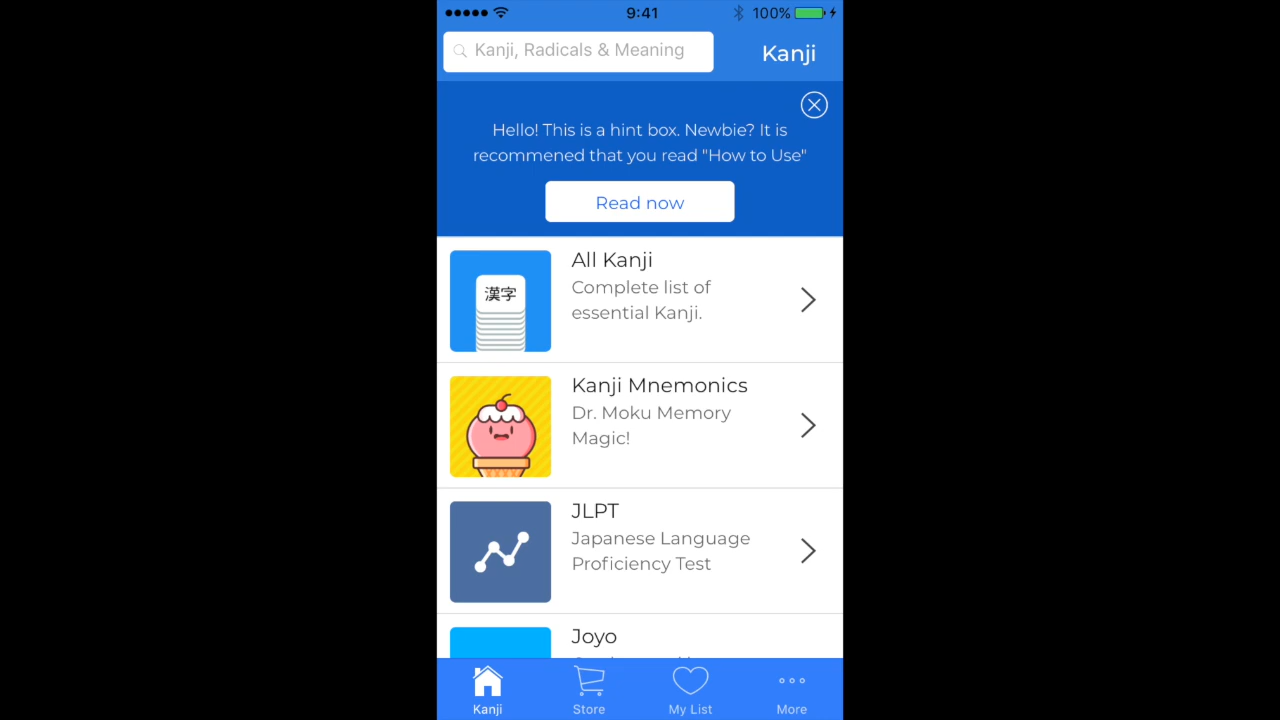 9:41
100%
Kanji, Radicals & Meaning
Kanji
Hello! This is a hint box. Newbie? It is
recommened that you read "How to Use"
Read now
All Kanji
Complete list of
essential Kanji.
漢字
Kanji Mnemonics
Dr. Moku Memory
Magic!
JLPT
Japanese Language
Proficiency Test
Joyo
Kanji
Store
My List
More